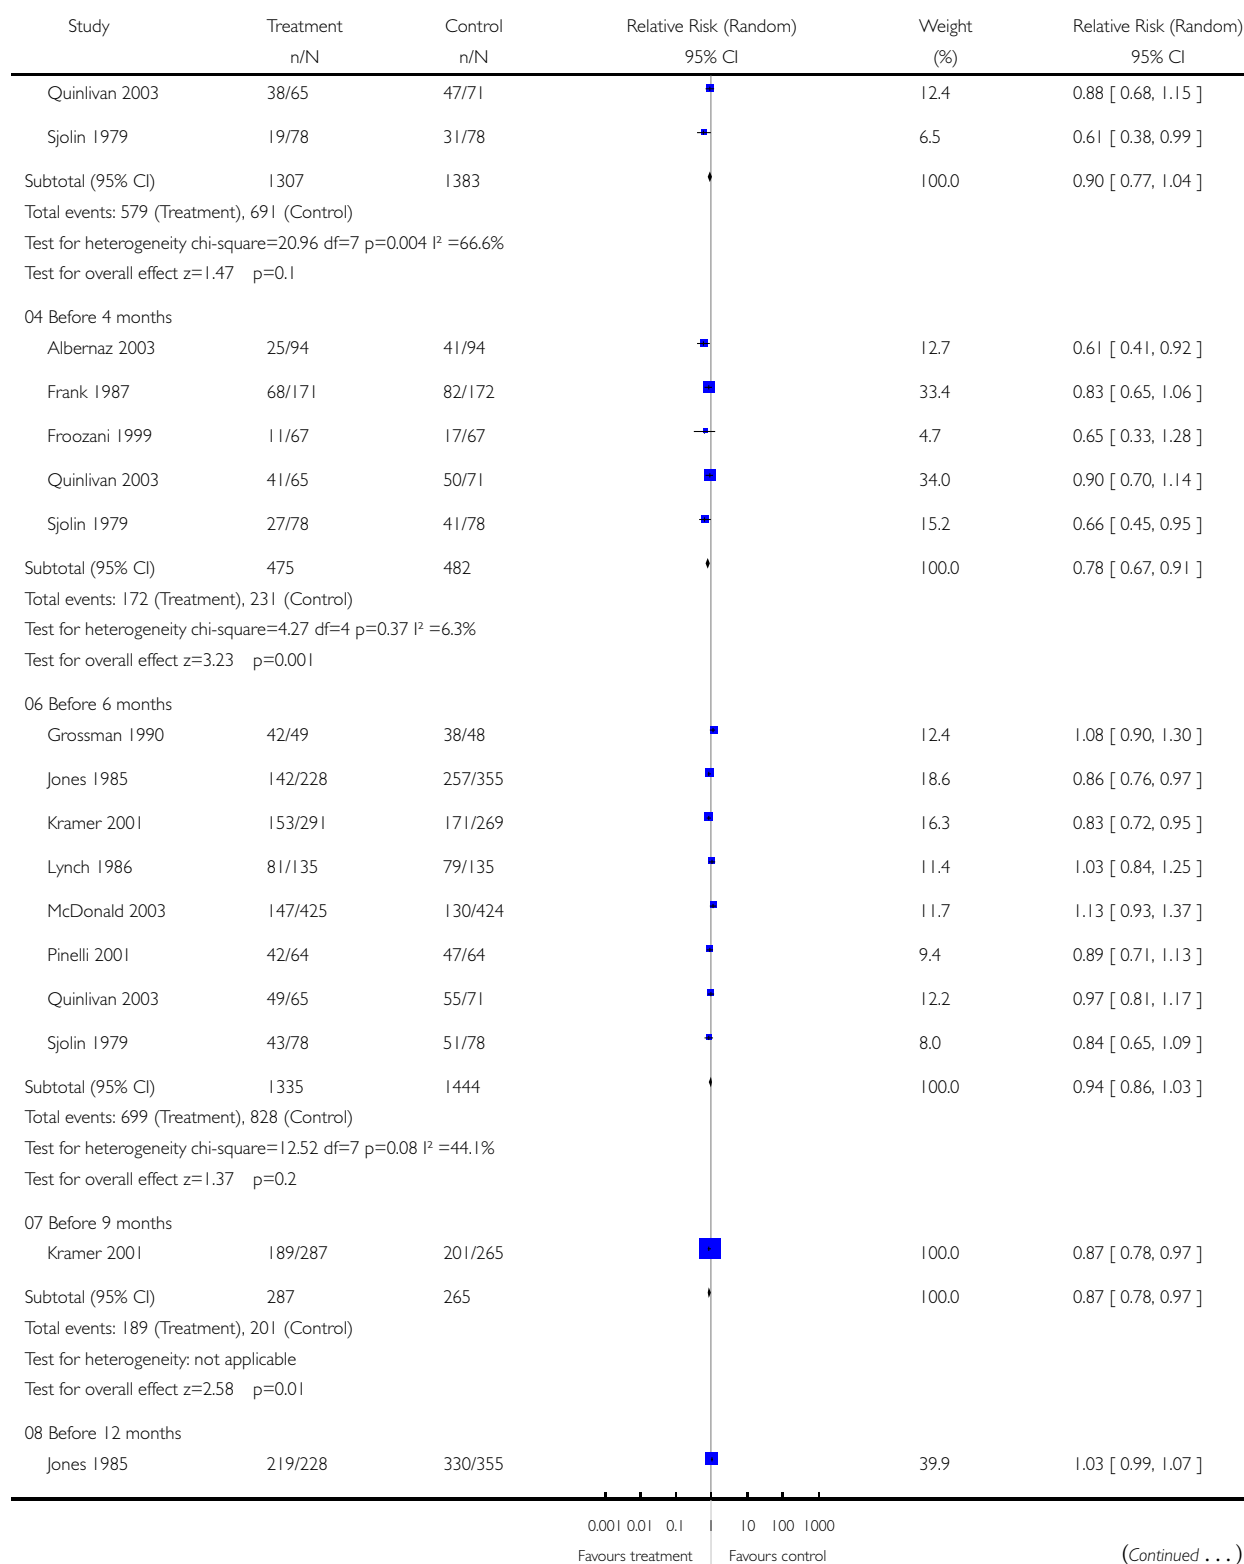 Study Treatment Control Relative Risk (Random) Weight Relative Risk (Random)
n/N n/N 95% CI (%) 95% CI
Quinlivan 2003 38/65 47/71 12.4 0.88 [ 0.68, 1.15 ]
Sjolin 1979 19/78 31/78 6.5 0.61 [ 0.38, 0.99 ]
Subtotal (95% CI) 1307 1383 100.0 0.90 [ 0.77, 1.04 ]
Total events: 579 (Treatment), 691 (Control)
Test for heterogeneity chi-square=20.96 df=7 p=0.004 I² =66.6%
Test for overall effect z=1.47 p=0.1
04 Before 4 months
Albernaz 2003 25/94 41/94 12.7 0.61 [ 0.41, 0.92 ]
Frank 1987 68/171 82/172 33.4 0.83 [ 0.65, 1.06 ]
Froozani 1999 11/67 17/67 4.7 0.65 [ 0.33, 1.28 ]
Quinlivan 2003 41/65 50/71 34.0 0.90 [ 0.70, 1.14 ]
Sjolin 1979 27/78 41/78 15.2 0.66 [ 0.45, 0.95 ]
Subtotal (95% CI) 475 482 100.0 0.78 [ 0.67, 0.91 ]
Total events: 172 (Treatment), 231 (Control)
Test for heterogeneity chi-square=4.27 df=4 p=0.37 I² =6.3%
Test for overall effect z=3.23 p=0.001
06 Before 6 months
Grossman 1990 42/49 38/48 12.4 1.08 [ 0.90, 1.30 ]
Jones 1985 142/228 257/355 18.6 0.86 [ 0.76, 0.97 ]
Kramer 2001 153/291 171/269 16.3 0.83 [ 0.72, 0.95 ]
Lynch 1986 81/135 79/135 11.4 1.03 [ 0.84, 1.25 ]
McDonald 2003 147/425 130/424 11.7 1.13 [ 0.93, 1.37 ]
Pinelli 2001 42/64 47/64 9.4 0.89 [ 0.71, 1.13 ]
Quinlivan 2003 49/65 55/71 12.2 0.97 [ 0.81, 1.17 ]
Sjolin 1979 43/78 51/78 8.0 0.84 [ 0.65, 1.09 ]
Subtotal (95% CI) 1335 1444 100.0 0.94 [ 0.86, 1.03 ]
Total events: 699 (Treatment), 828 (Control)
Test for heterogeneity chi-square=12.52 df=7 p=0.08 I² =44.1%
Test for overall effect z=1.37 p=0.2
07 Before 9 months
Kramer 2001 189/287 201/265 100.0 0.87 [ 0.78, 0.97 ]
Subtotal (95% CI) 287 265 100.0 0.87 [ 0.78, 0.97 ]
Total events: 189 (Treatment), 201 (Control)
Test for heterogeneity: not applicable
Test for overall effect z=2.58 p=0.01
08 Before 12 months
Jones 1985 219/228 330/355 39.9 1.03 [ 0.99, 1.07 ]
0.001 0.01 0.1 1 10 100 1000
Favours treatment Favours control (Continued . . . )